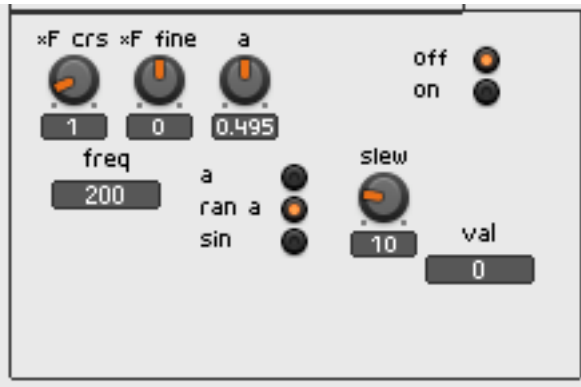 ×F crs ×F fine a
off
on
1 0 0.495
freq
200
a
ran a
sin
slew
10
val
0